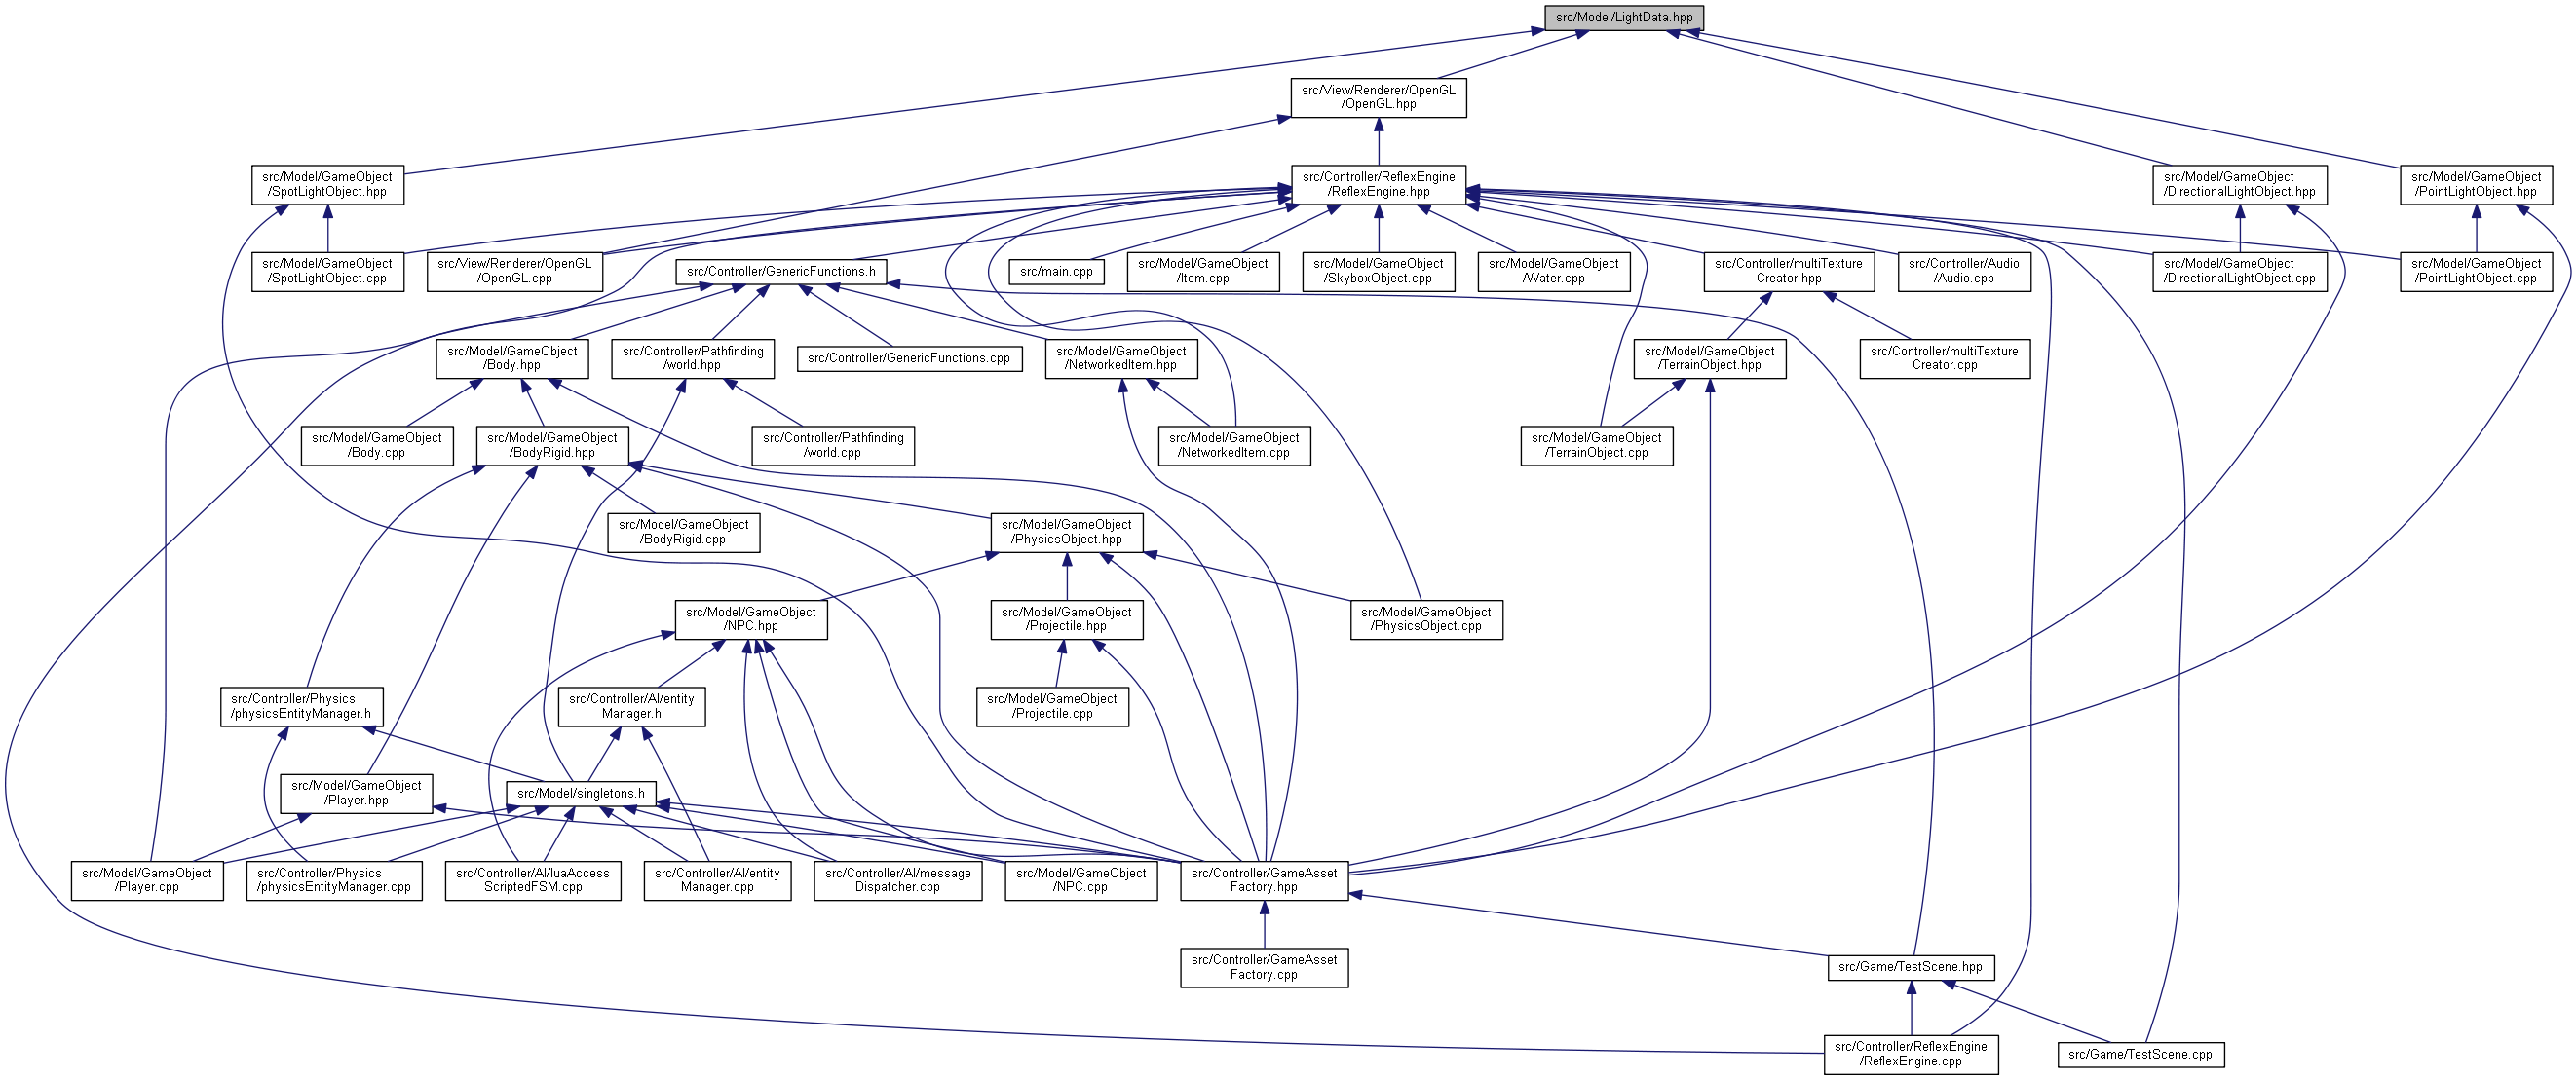 src/Model/LightData.hpp
src/View/Renderer/OpenGL
/OpenGL.hpp
src/Model/GameObject
/SpotLightObject.hpp
src/Controller/ReflexEngine
/ReflexEngine.hpp
src/Model/GameObject
/DirectionalLightObject.hpp
src/Model/GameObject
/PointLightObject.hpp
src/Model/GameObject
/SpotLightObject.cpp
src/View/Renderer/OpenGL
/OpenGL.cpp
src/Controller/GenericFunctions.h
src/main.cpp
src/Model/GameObject
/Item.cpp
src/Model/GameObject
/SkyboxObject.cpp
src/Model/GameObject
/Water.cpp
src/Controller/multiTexture
Creator.hpp
src/Controller/Audio
/Audio.cpp
src/Model/GameObject
/DirectionalLightObject.cpp
src/Model/GameObject
/PointLightObject.cpp
src/Model/GameObject
/Body.hpp
src/Controller/Pathfinding
/world.hpp
src/Controller/GenericFunctions.cpp
src/Model/GameObject
/NetworkedItem.hpp
src/Model/GameObject
/TerrainObject.hpp
src/Controller/multiTexture
Creator.cpp
src/Model/GameObject
/Body.cpp
src/Model/GameObject
/BodyRigid.hpp
src/Controller/Pathfinding
/world.cpp
src/Model/GameObject
/NetworkedItem.cpp
src/Model/GameObject
/TerrainObject.cpp
src/Model/GameObject
/BodyRigid.cpp
src/Model/GameObject
/PhysicsObject.hpp
src/Model/GameObject
/NPC.hpp
src/Model/GameObject
/Projectile.hpp
src/Model/GameObject
/PhysicsObject.cpp
src/Controller/Physics
/physicsEntityManager.h
src/Controller/AI/entity
Manager.h
src/Model/GameObject
/Projectile.cpp
src/Model/GameObject
/Player.hpp
src/Model/singletons.h
src/Model/GameObject
/Player.cpp
src/Controller/Physics
/physicsEntityManager.cpp
src/Controller/AI/luaAccess
ScriptedFSM.cpp
src/Controller/AI/entity
Manager.cpp
src/Controller/AI/message
Dispatcher.cpp
src/Model/GameObject
/NPC.cpp
src/Controller/GameAsset
Factory.hpp
src/Controller/GameAsset
Factory.cpp
src/Game/TestScene.hpp
src/Controller/ReflexEngine
/ReflexEngine.cpp
src/Game/TestScene.cpp